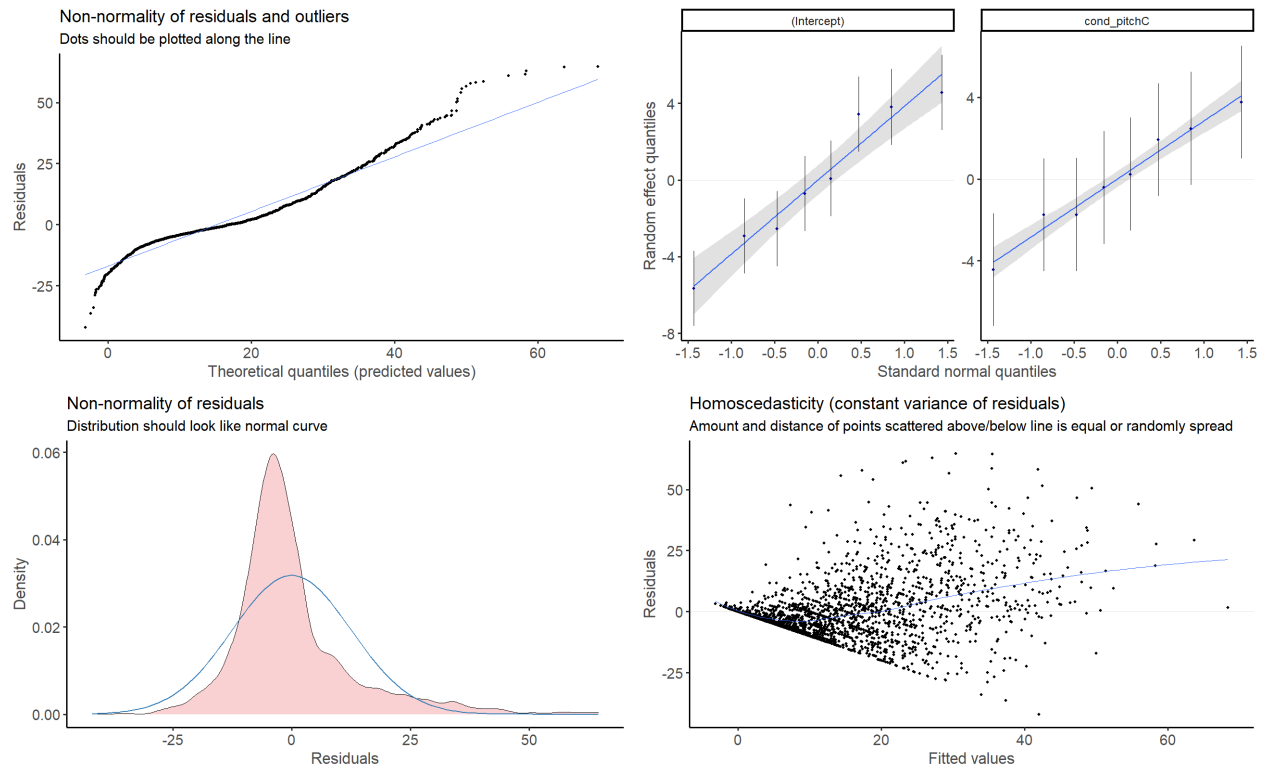 Non-normality of residuals and outliers
Dots should be plotted along the line
50
25
0
-25
Residuals
0 20 40 60
Theoretical quantiles (predicted values)
(Intercept) cond_pitchC
4
0
-4
-8
4
0
-4
Random effect quantiles
-1.5 -1.0 -0.5 0.0 0.5 1.0 1.5 -1.5 -1.0 -0.5 0.0 0.5 1.0 1.5
Standard normal quantiles
Non-normality of residuals
Distribution should look like normal curve
0.06
0.04
0.02
0.00
Density
-25 0 25 50
Residuals
Homoscedasticity (constant variance of residuals)
Amount and distance of points scattered above/below line is equal or randomly spread
50
25
0
-25
Residuals
0 20 40 60
Fitted values